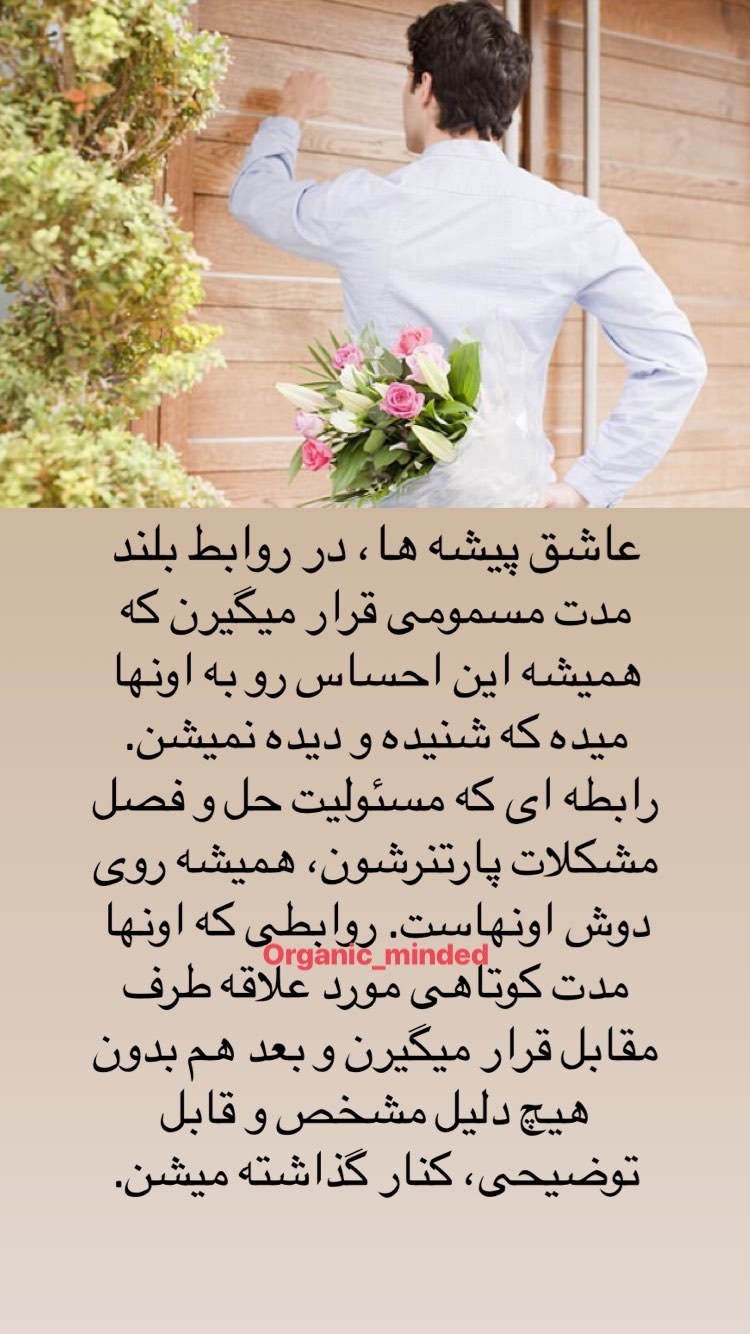 عاشق پیشه ها ، در روابط بلند
مدت مسمومی قرار میگیرن که
همیشه این احساس رو به اونها
میده که شنیده و دیده نمیشن.
رابطه ای که مسئولیت حل و فصل
مشکلات پارتنرشون، همیشه روی
دوش اونهاست. روابطی که اونها
Organic_minded
مدت کوتاهی مورد علاقه طرف
مقابل قرار میگیرن و بعد هم بدون
هیچ دلیل مشخص و قابل
توضیحی، کنار گذاشته میشن.